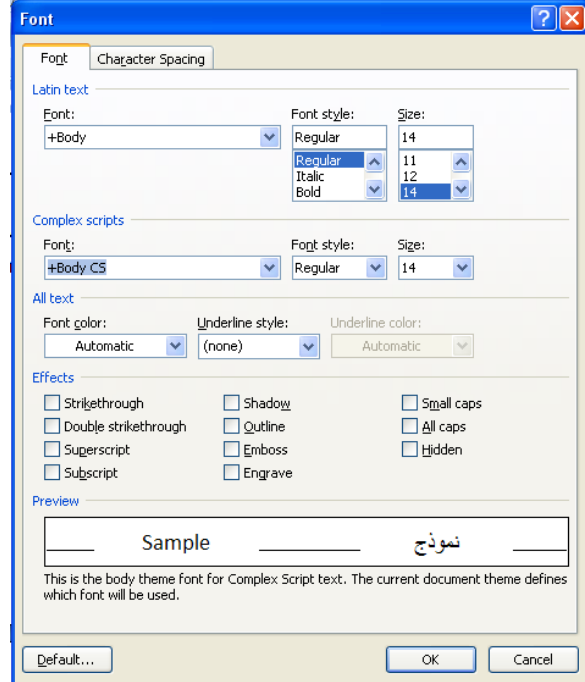 Font
Font Character Spacing
Latin text
Font: Font style: Size:
+Body Regular 14
Regular 11
Italic 12
Bold 14
Complex scripts
Font: Font style: Size:
+Body CS Regular 14
All text
Font color: Underline style: Underline color:
Automatic (none) Automatic
Effects
Strikethrough Shadow Small caps
Double strikethrough Outline All caps
Superscript Emboss Hidden
Subscript Engrave
Preview
Sample نموذج
This is the body theme font for Complex Script text. The current document theme defines
which font will be used.
Default... OK Cancel